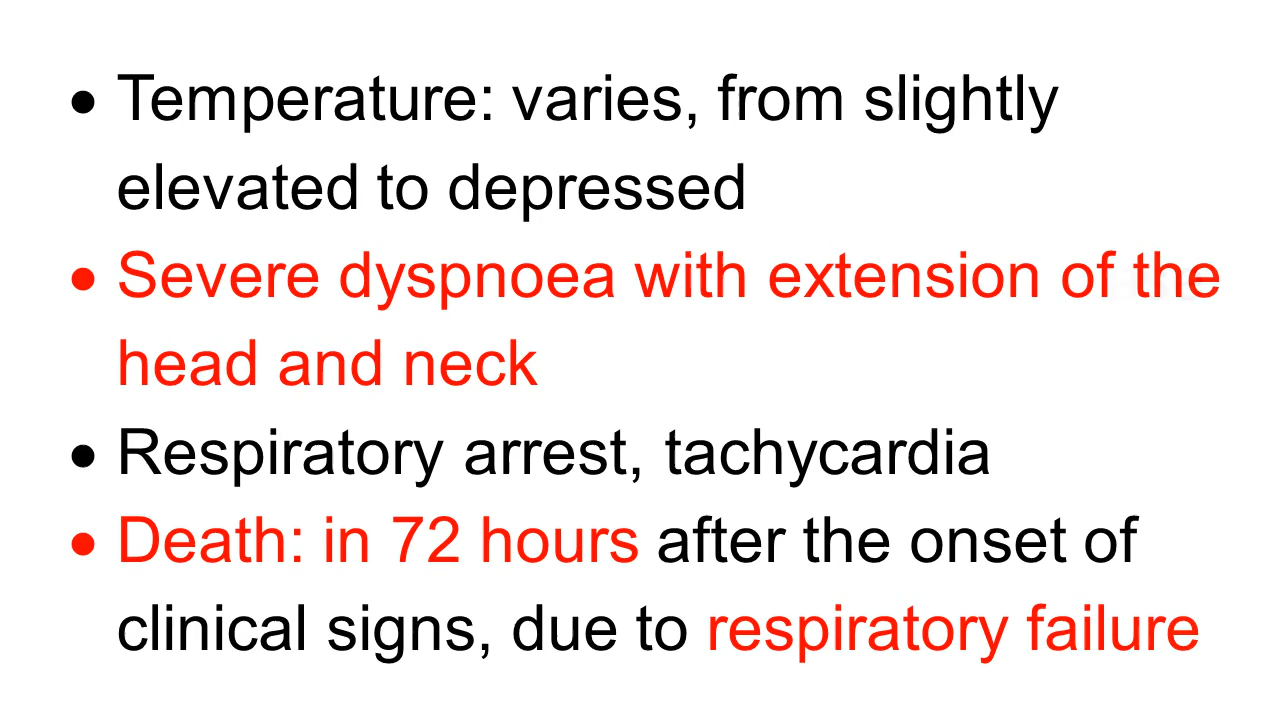 • Temperature: varies, from slightly
elevated to depressed
• Severe dyspnoea with extension of the
head and neck
• Respiratory arrest, tachycardia
• Death: in 72 hours after the onset of
clinical signs, due to respiratory failure